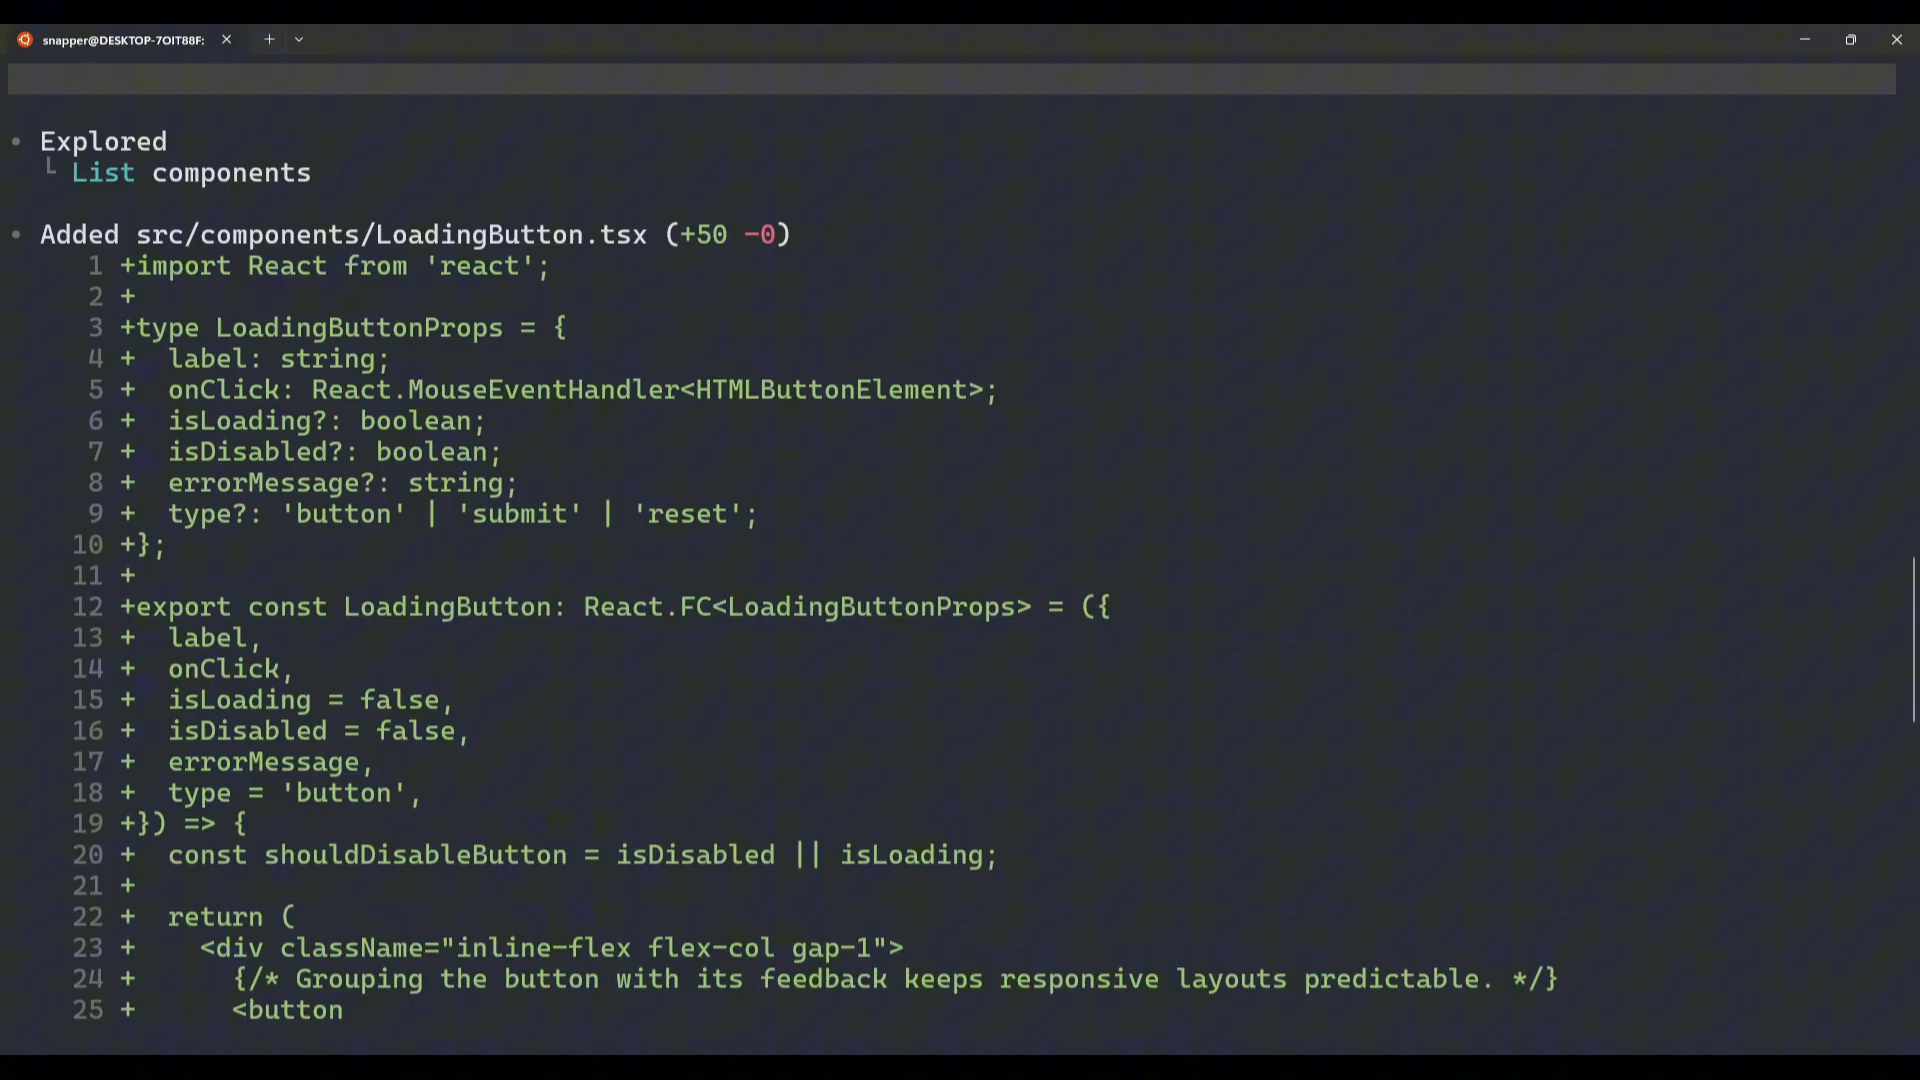 snapper@DESKTOP-7OIT88F:
• Explored
└ List components
• Added src/components/LoadingButton.tsx (+50 -0)
1 +import React from 'react';
2 +
3 +type LoadingButtonProps = {
4 +  label: string;
5 +  onClick: React.MouseEventHandler<HTMLButtonElement>;
6 +  isLoading?: boolean;
7 +  isDisabled?: boolean;
8 +  errorMessage?: string;
9 +  type?: 'button' | 'submit' | 'reset';
10 +};
11 +
12 +export const LoadingButton: React.FC<LoadingButtonProps> = ({
13 +  label,
14 +  onClick,
15 +  isLoading = false,
16 +  isDisabled = false,
17 +  errorMessage,
18 +  type = 'button',
19 +}) => {
20 +  const shouldDisableButton = isDisabled || isLoading;
21 +
22 +  return (
23 +    <div className="inline-flex flex-col gap-1">
24 +      {/* Grouping the button with its feedback keeps responsive layouts predictable. */}
25 +      <button